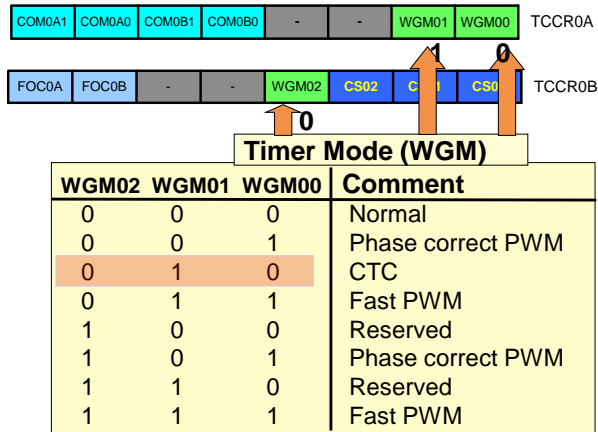 COM0A1 COM0A0 COM0B1 COM0B0 - - WGM01 WGM00 TCCR0A
1 0
FOC0A FOC0B - - WGM02 CS02 TCCR0B
0
Timer Mode (WGM)
WGM02 WGM01 WGM00 Comment
0 0 0 Normal
0 0 1 Phase correct PWM
0 1 0 CTC
0 1 1 Fast PWM
1 0 0 Reserved
1 0 1 Phase correct PWM
1 1 0 Reserved
1 1 1 Fast PWM